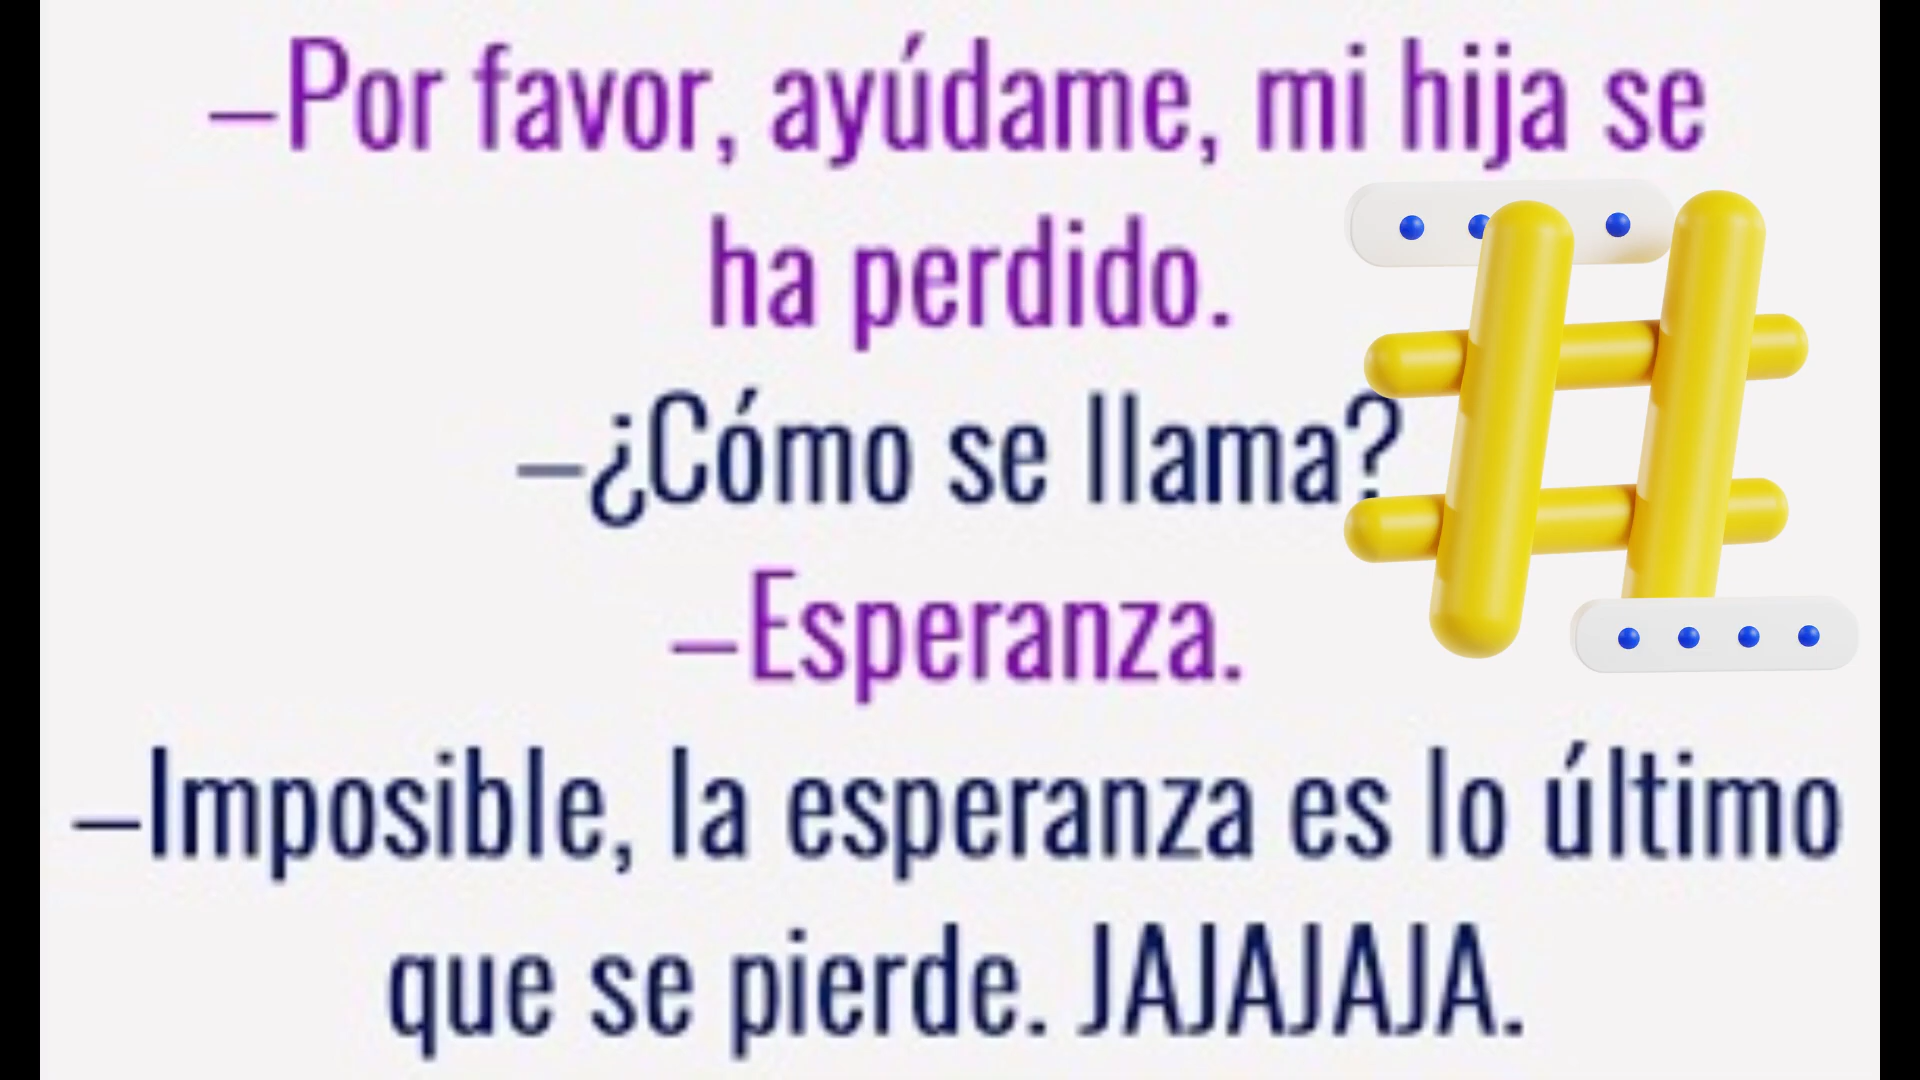 –Por favor, ayúdame, mi hija se
ha perdido.
–¿Cómo se llama?
–Esperanza.
–Imposible, la esperanza es lo último
que se pierde. JAJAJAJA.